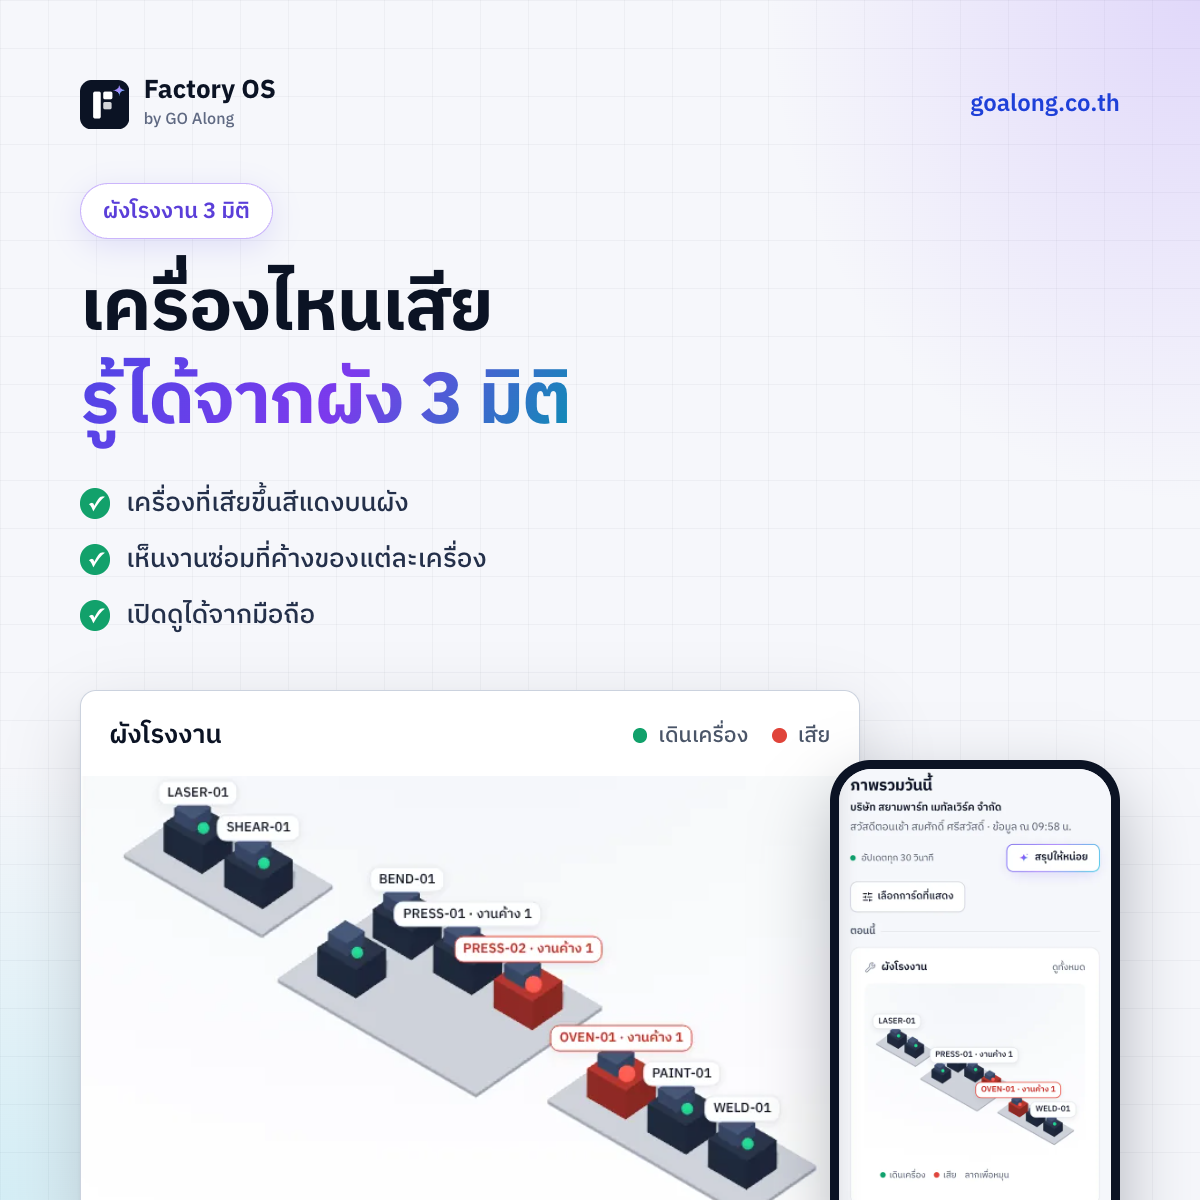 Factory OS
by GO Along
goalong.co.th
ผังโรงงาน 3 มิติ
เครื่องไหนเสีย
รู้ได้จากผัง 3 มิติ
เครื่องที่เสียขึ้นสีแดงบนผัง
เห็นงานซ่อมที่ค้างของแต่ละเครื่อง
เปิดดูได้จากมือถือ
ผังโรงงาน
เดินเครื่อง
เสีย
LASER-01
SHEAR-01
BEND-01
PRESS-01 · งานค้าง 1
PRESS-02 · งานค้าง 1
OVEN-01 · งานค้าง 1
PAINT-01
WELD-01
ภาพรวมวันนี้
บริษัท สยามพาร์ท เมทัลเวิร์ค จำกัด
สวัสดีตอนเช้า สมศักดิ์ ศรีสวัสดิ์ · ข้อมูล ณ 09:58 น.
อัปเดตทุก 30 วินาที
สรุปให้หน่อย
เลือกการ์ดที่แสดง
ตอนนี้
ผังโรงงาน
ดูทั้งหมด
LASER-01
PRESS-01 · งานค้าง 1
OVEN-01 · งานค้าง 1
WELD-01
เดินเครื่อง เสีย ลากเพื่อหมุน